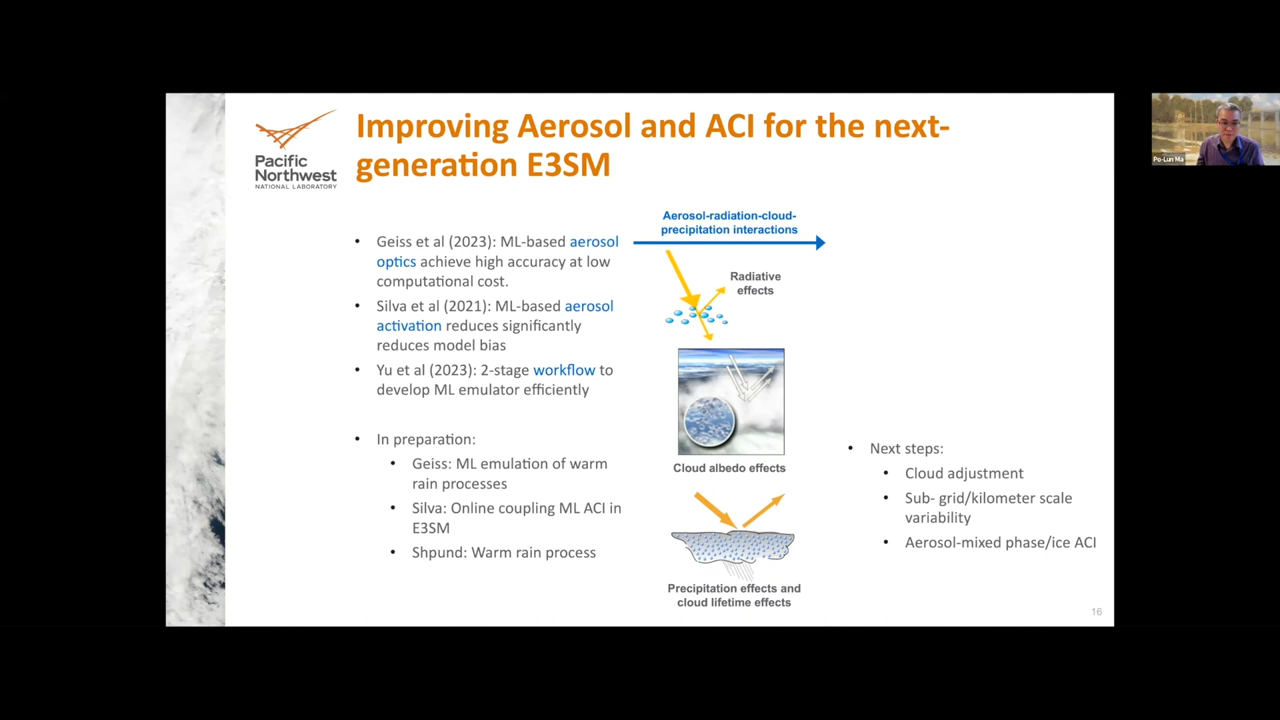 Pacific
Northwest
NATIONAL LABORATORY
Improving Aerosol and ACI for the next-
generation E3SM
• Geiss et al (2023): ML-based aerosol
optics achieve high accuracy at low
computational cost.
• Silva et al (2021): ML-based aerosol
activation reduces significantly
reduces model bias
• Yu et al (2023): 2-stage workflow to
develop ML emulator efficiently
• In preparation:
• Geiss: ML emulation of warm
rain processes
• Silva: Online coupling ML ACI in
E3SM
• Shpund: Warm rain process
Aerosol-radiation-cloud-
precipitation interactions
Radiative
effects
Cloud albedo effects
Precipitation effects and
cloud lifetime effects
• Next steps:
• Cloud adjustment
• Sub- grid/kilometer scale
variability
• Aerosol-mixed phase/ice ACI
16
Po-Lun Ma